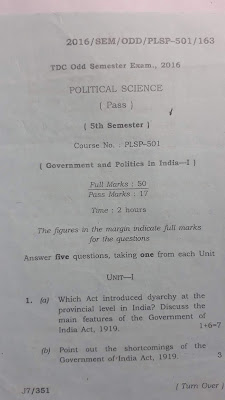 2016/SEM/ODD/PLSP-501/163
TDC Odd Semester Exam., 2016
POLITICAL SCIENCE
( Pass )
( 5th Semester )
Course No. : PLSP-501
( Government and Politics in India—I )
Full Marks : 50
Pass Marks : 17
Time : 2 hours
The figures in the margin indicate full marks
for the questions
Answer five questions, taking one from each Unit
UNIT—I
1. (a) Which Act introduced dyarchy at the
provincial level in India? Discuss the
main features of the Government of
India Act, 1919. 1+6=7
(b) Point out the shortcomings of the
Government of India Act, 1919. 3
J7/351 ( Turn Over )